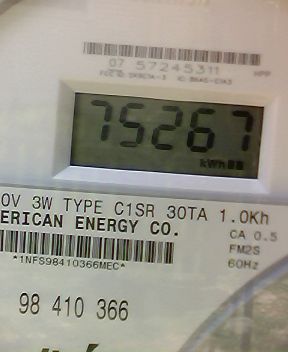 07 57245311
HPP
75267
kWh
0V 3W TYPE C1SR 30TA 1.0Kh
ERICAN ENERGY CO.
CA 0.5
FM2S
60Hz
*1NFS98410366MEC*
98 410 366